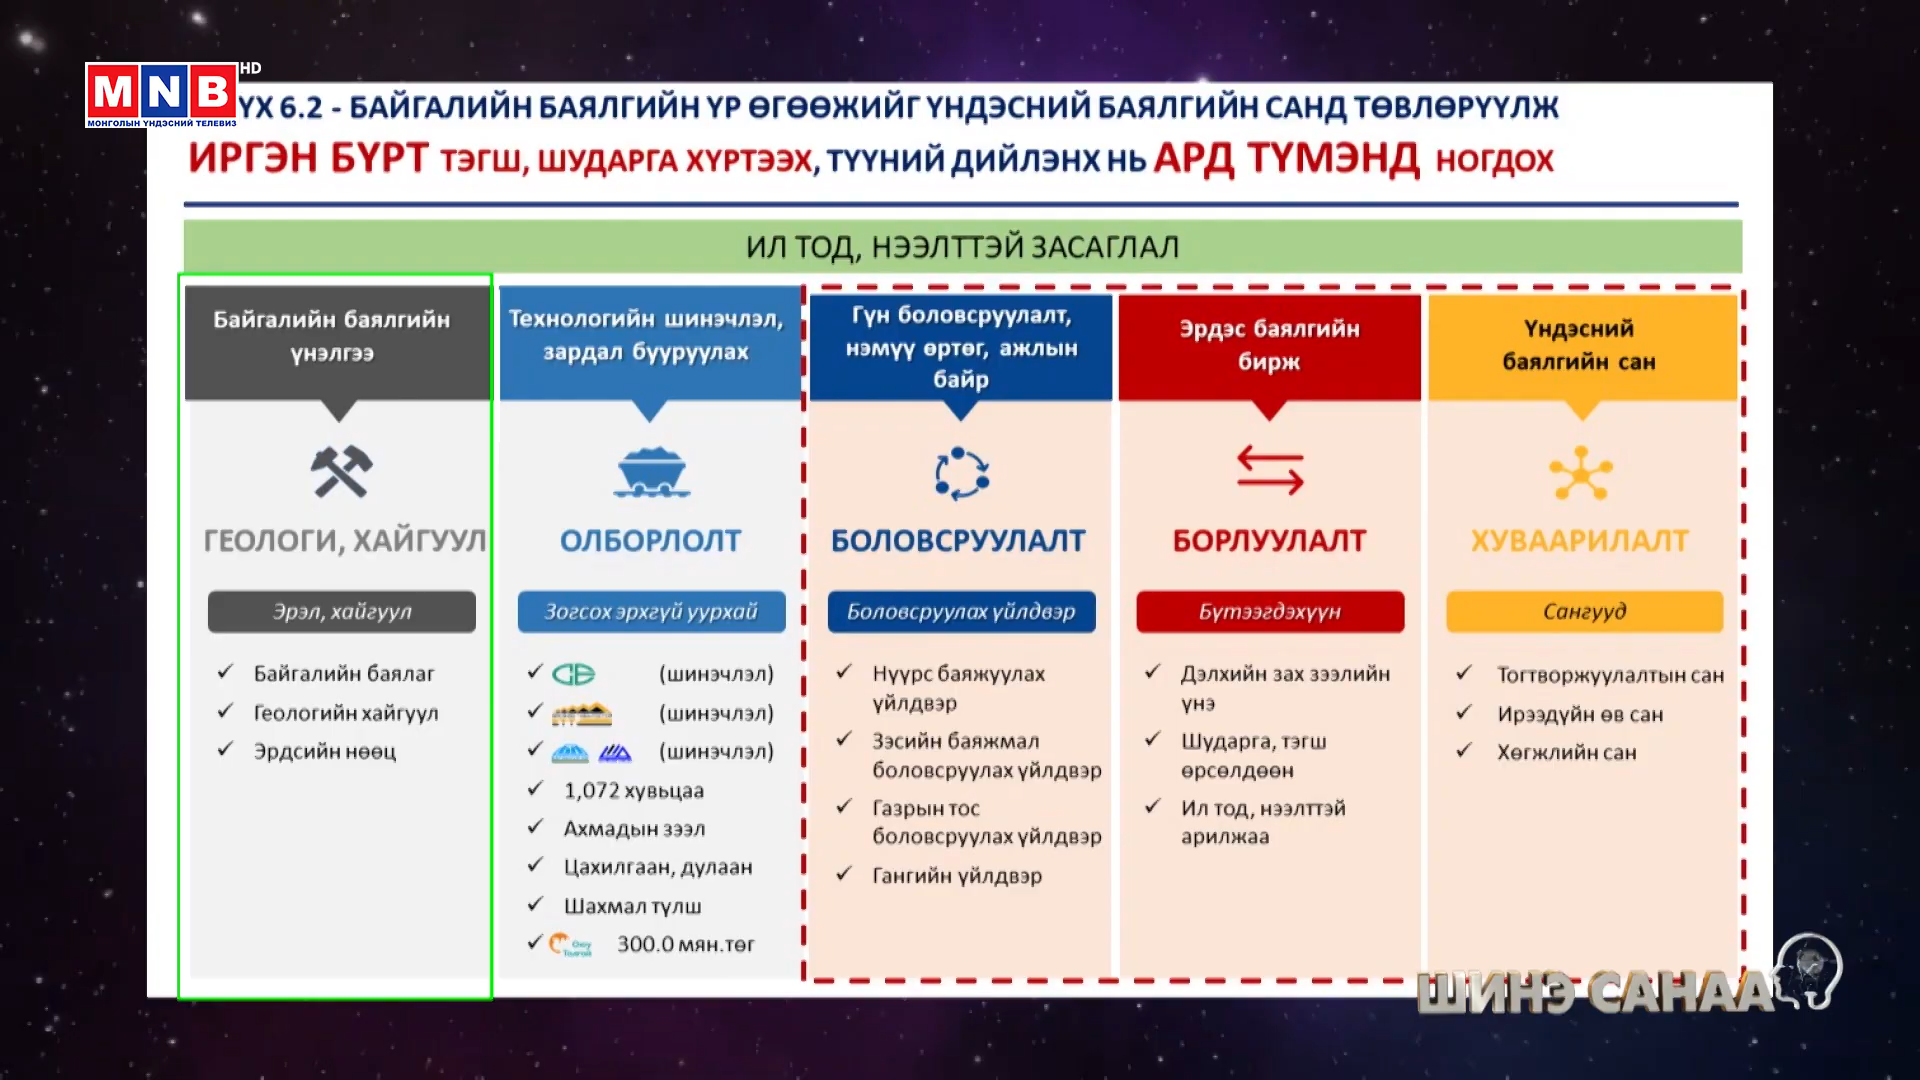 MNB HD
МОНГОЛЫН ҮНДЭСНИЙ ТЕЛЕВИЗ
ҮХ 6.2 - БАЙГАЛИЙН БАЯЛГИЙН ҮР ӨГӨӨЖИЙГ ҮНДЭСНИЙ БАЯЛГИЙН САНД ТӨВЛӨРҮҮЛЖ
ИРГЭН БҮРТ ТЭГШ, ШУДАРГА ХҮРТЭЭХ, ТҮҮНИЙ ДИЙЛЭНХ НЬ АРД ТҮМЭНД НОГДОХ
ИЛ ТОД, НЭЭЛТТЭЙ ЗАСАГЛАЛ
Байгалийн баялгийн
үнэлгээ
ГЕОЛОГИ, ХАЙГУУЛ
Эрэл, хайгуул
✓ Байгалийн баялаг
✓ Геологийн хайгуул
✓ Эрдсийн нөөц
Технологийн шинэчлэл,
зардал бууруулах
ОЛБОРЛОЛТ
Зогсох эрхгүй уурхай
✓ (шинэчлэл)
✓ (шинэчлэл)
✓ (шинэчлэл)
✓ 1,072 хувьцаа
✓ Ахмадын зээл
✓ Цахилгаан, дулаан
✓ Шахмал түлш
✓ Оюу Толгой 300.0 мян.төг
Гүн боловсруулалт,
нэмүү өртөг, ажлын
байр
БОЛОВСРУУЛАЛТ
Боловсруулах үйлдвэр
✓ Нүүрс баяжуулах
үйлдвэр
✓ Зэсийн баяжмал
боловсруулах үйлдвэр
✓ Газрын тос
боловсруулах үйлдвэр
✓ Гангийн үйлдвэр
Эрдэс баялгийн
бирж
БОРЛУУЛАЛТ
Бүтээгдэхүүн
✓ Дэлхийн зах зээлийн
үнэ
✓ Шударга, тэгш
өрсөлдөөн
✓ Ил тод, нээлттэй
арилжаа
Үндэсний
баялгийн сан
ХУВААРИЛАЛТ
Сангууд
✓ Тогтворжуулалтын сан
✓ Ирээдүйн өв сан
✓ Хөгжлийн сан
ШИНЭ САНАА